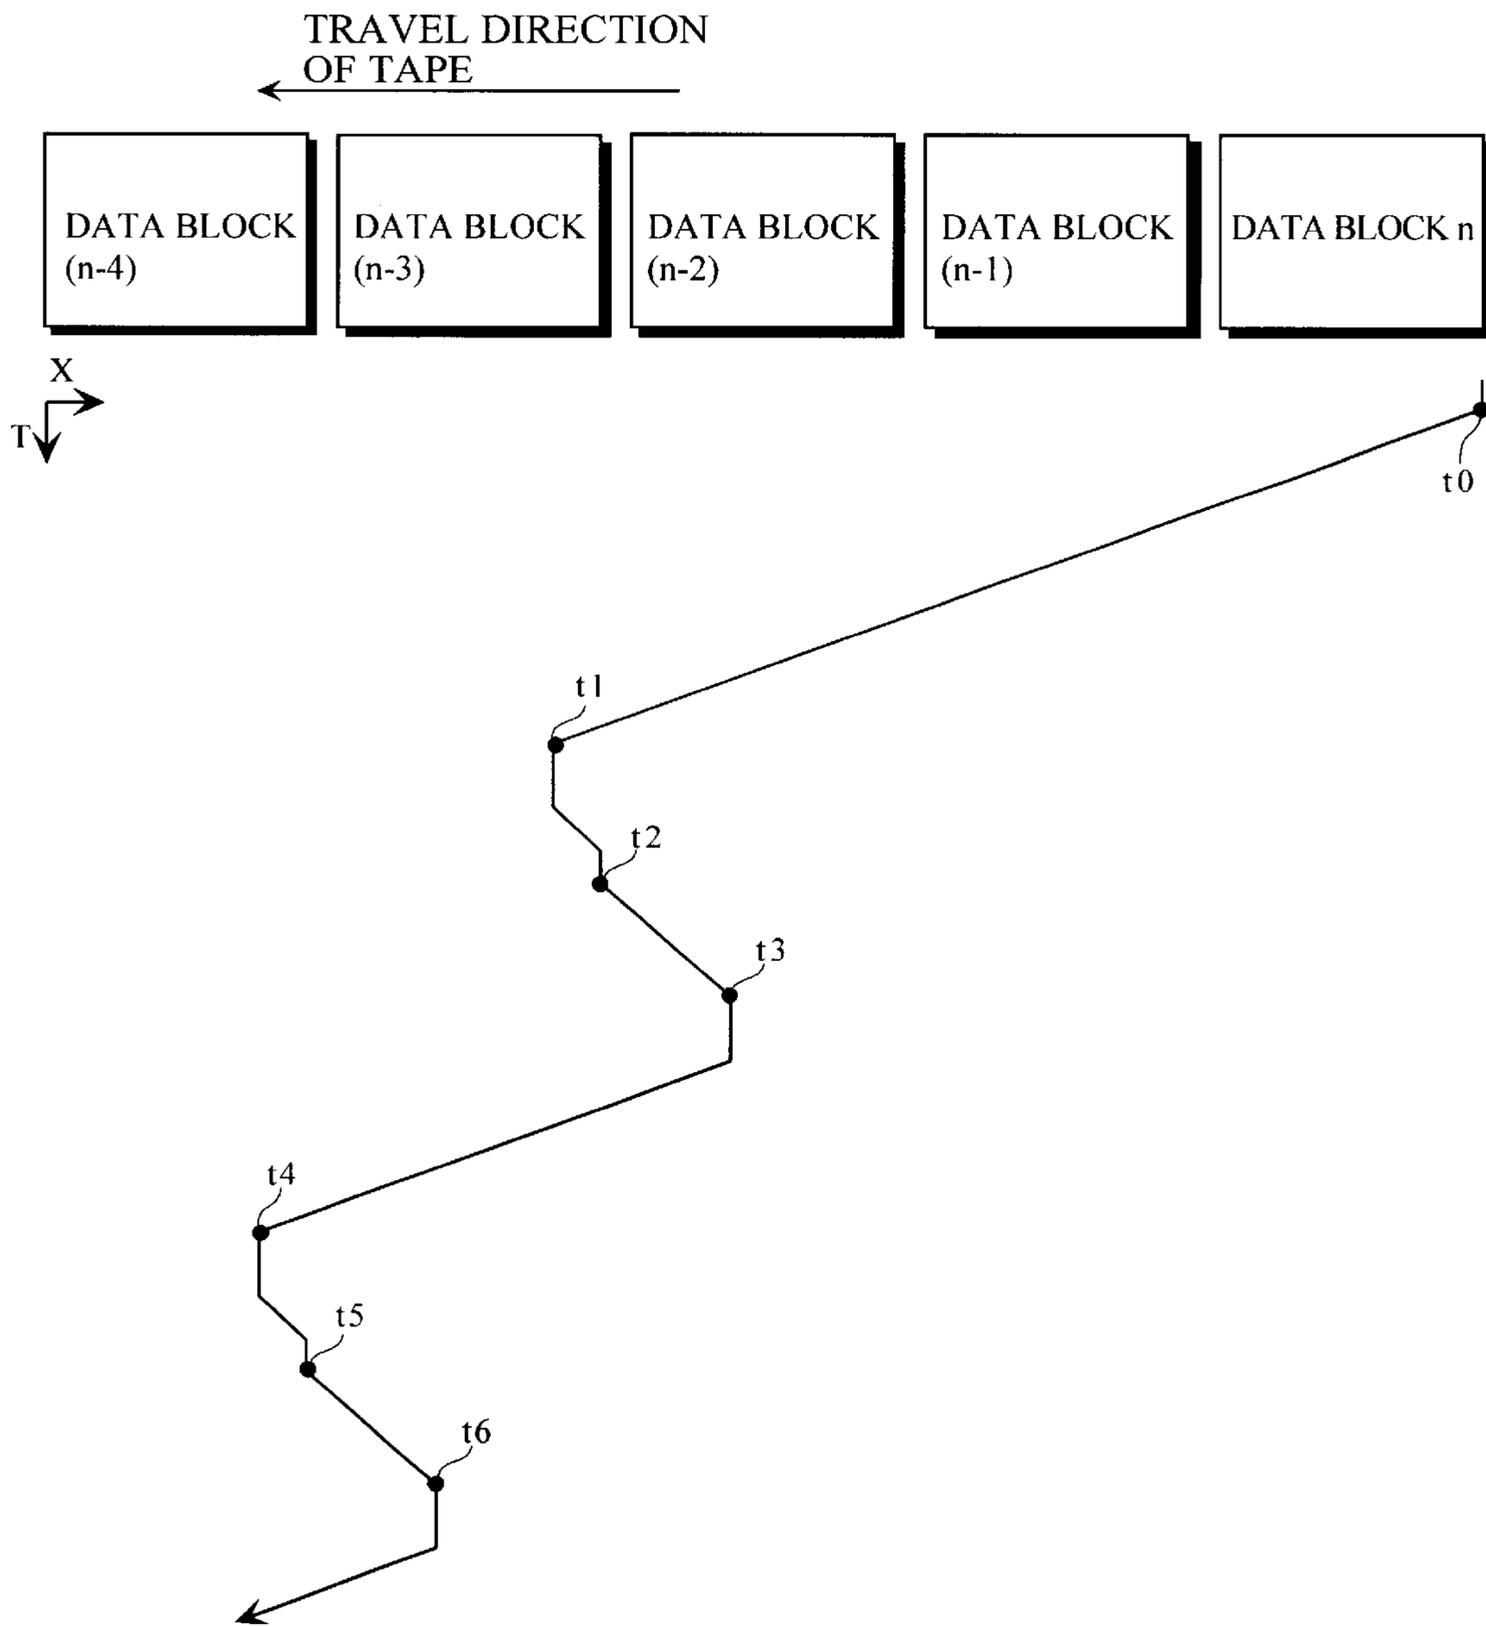 TRAVEL DIRECTION
OF TAPE
DATA BLOCK
(n-4)
DATA BLOCK
(n-3)
DATA BLOCK
(n-2)
DATA BLOCK
(n-1)
DATA BLOCK n
X
T
t0
t1
t2
t3
t4
t5
t6